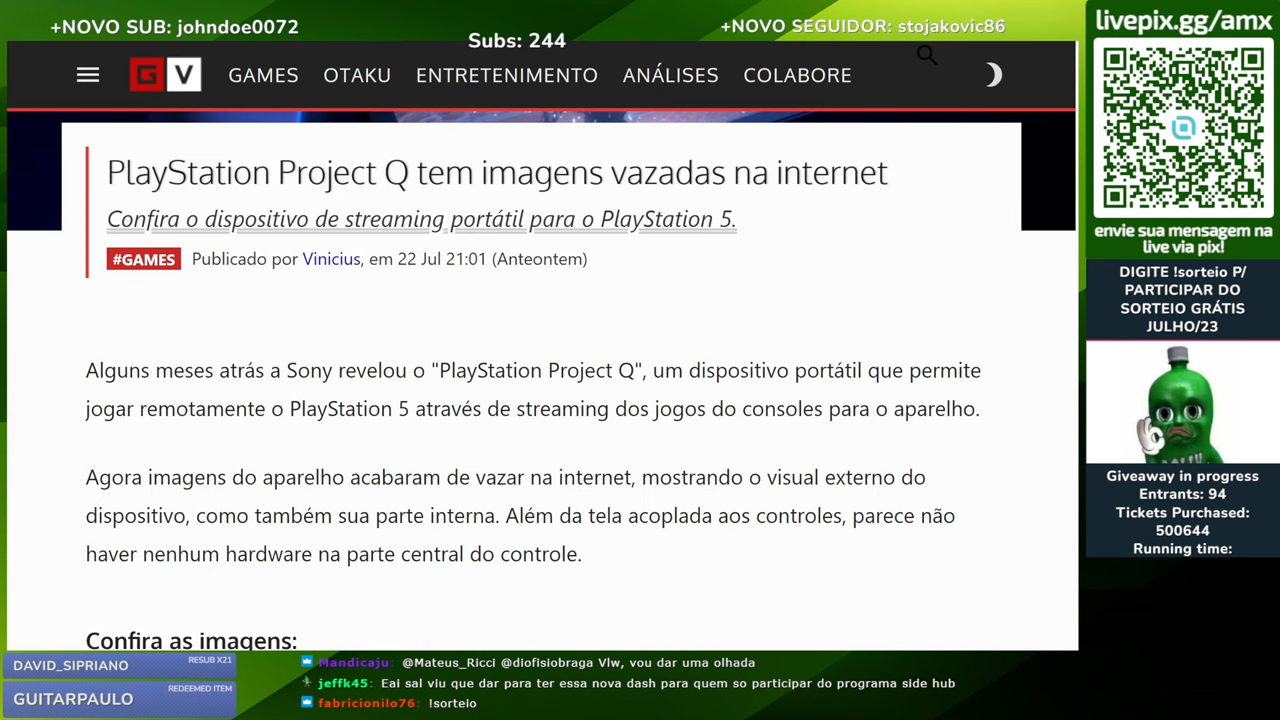 +NOVO SUB: johndoe0072
Subs: 244
+NOVO SEGUIDOR: stojakovic86
livepix.gg/amx
G V GAMES OTAKU ENTRETENIMENTO ANÁLISES COLABORE
PlayStation Project Q tem imagens vazadas na internet
Confira o dispositivo de streaming portátil para o PlayStation 5.
#GAMES Publicado por Vinicius, em 22 Jul 21:01 (Anteontem)
Alguns meses atrás a Sony revelou o "PlayStation Project Q", um dispositivo portátil que permite
jogar remotamente o PlayStation 5 através de streaming dos jogos do consoles para o aparelho.
Agora imagens do aparelho acabaram de vazar na internet, mostrando o visual externo do
dispositivo, como também sua parte interna. Além da tela acoplada aos controles, parece não
haver nenhum hardware na parte central do controle.
Confira as imagens:
envie sua mensagem na
live via pix!
DIGITE !sorteio P/
PARTICIPAR DO
SORTEIO GRÁTIS
JULHO/23
Giveaway in progress
Entrants: 94
Tickets Purchased:
500644
Running time:
DAVID_SIPRIANO RESUB X21
GUITARPAULO REDEEMED ITEM
Mandicaju: @Mateus_Ricci @diofisiobraga Vlw, vou dar uma olhada
jeffk45: Eai sal viu que dar para ter essa nova dash para quem so participar do programa side hub
fabricionilo76: !sorteio